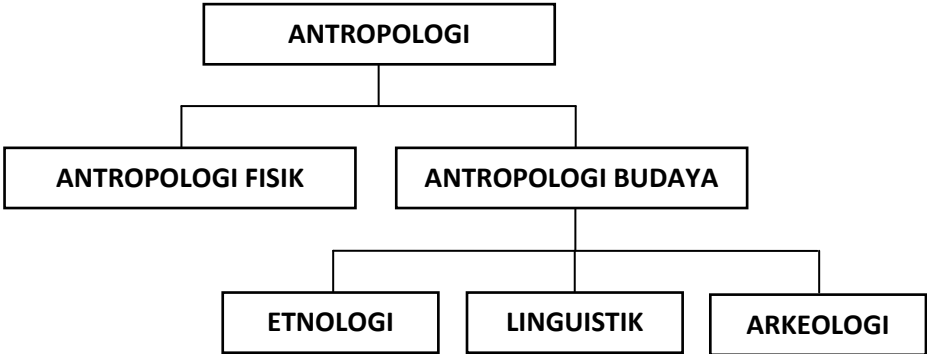 ANTROPOLOGI
ANTROPOLOGI FISIK
ANTROPOLOGI BUDAYA
ETNOLOGI
LINGUISTIK
ARKEOLOGI